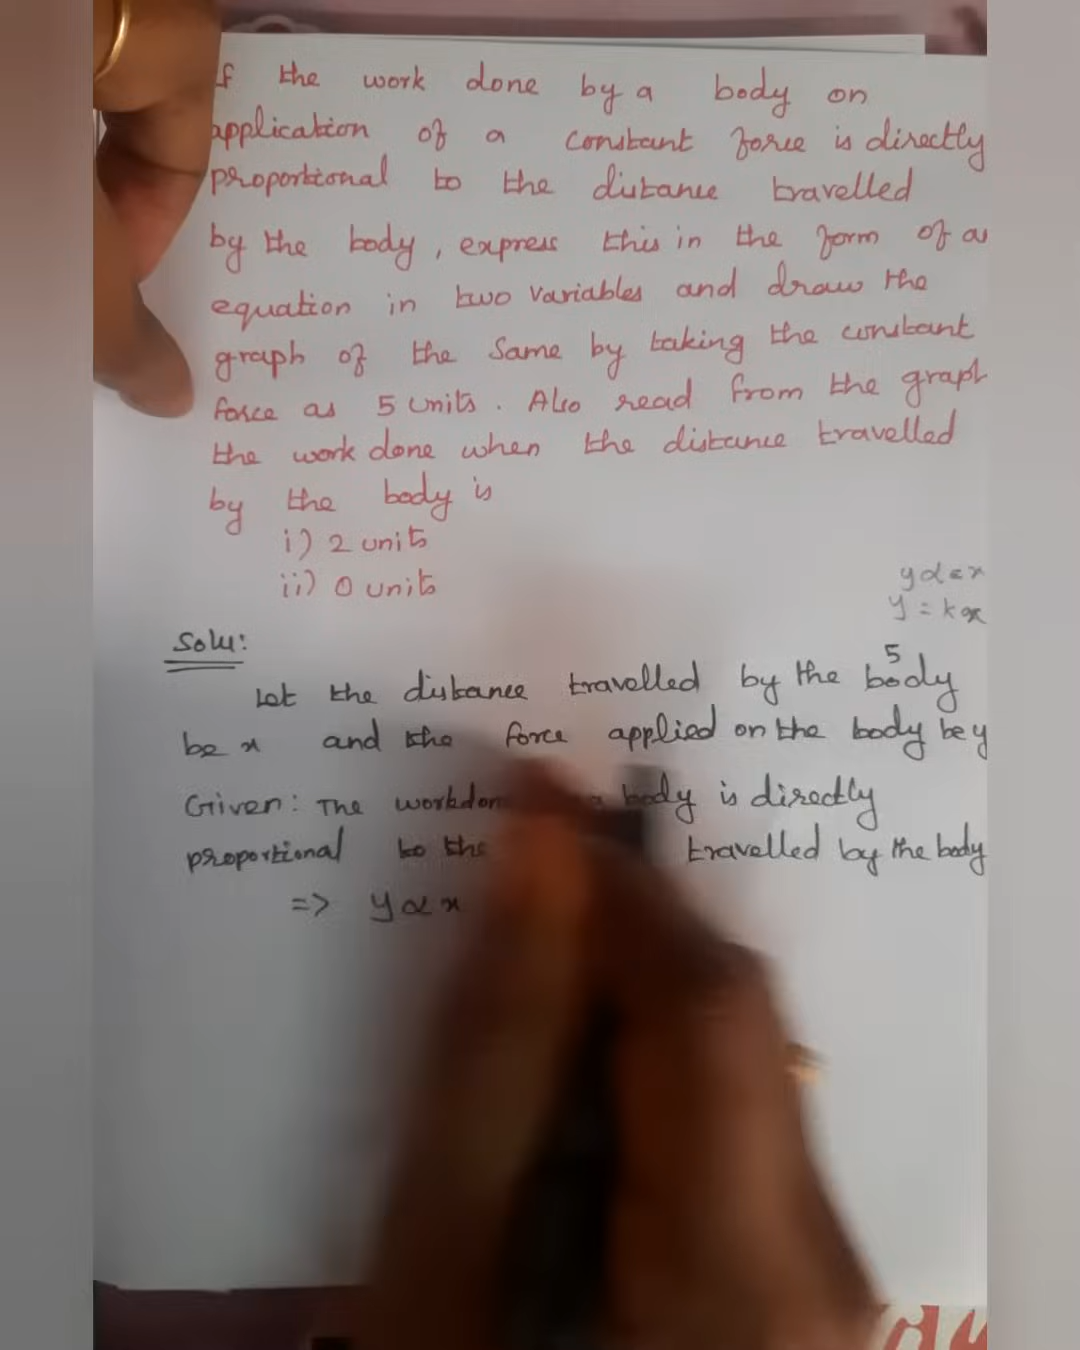 If the work done by a body on
application of a constant force is directly
proportional to the distance travelled
by the body, express this in the form of an
equation in two variables and draw the
graph of the same by taking the constant
force as 5 units. Also read from the graph
the work done when the distance travelled
by the body is
i) 2 units
ii) 0 units
y α x
y = kx
5
Solu:
Let the distance travelled by the body
be x and the force applied on the body be y
Given: The workdon a body is directly
proportional to the travelled by the body
=> y α x